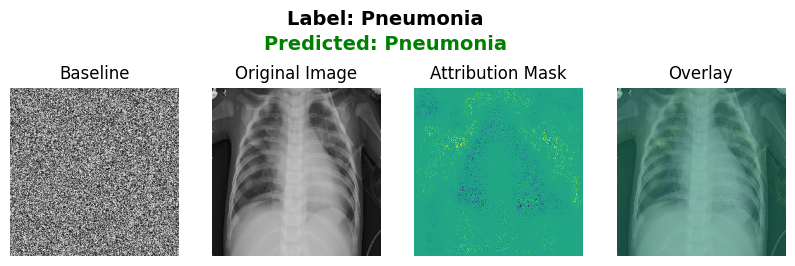 Label: Pneumonia
Predicted: Pneumonia
Baseline
Original Image
Attribution Mask
Overlay